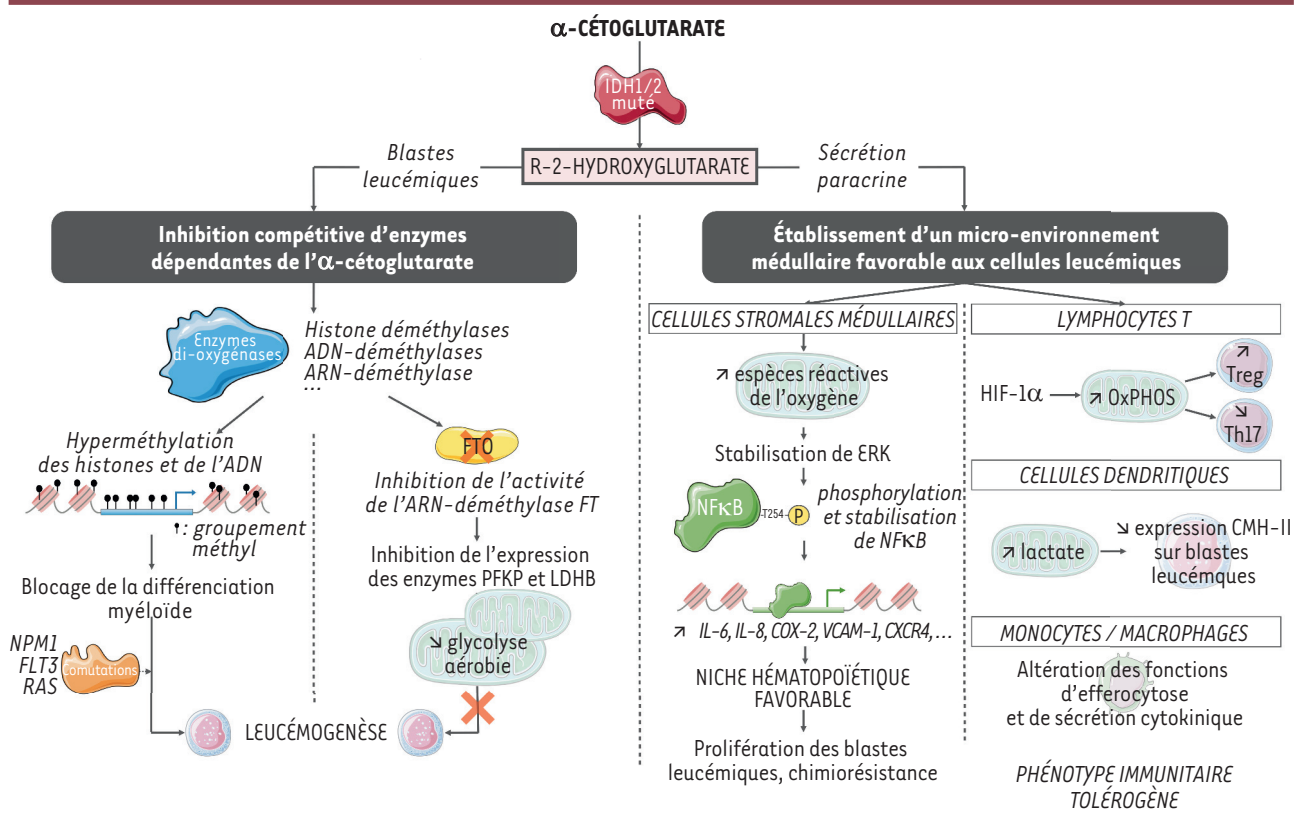 α-CÉTOGLUTARATE
IDH1/2
muté
R-2-HYDROXYGLUTARATE
Blastes
leucémiques
Sécrétion
paracrine
Inhibition compétitive d'enzymes
dépendantes de l'α-cétoglutarate
Enzymes
di-oxygénases
Histone déméthylases
ADN-déméthylases
ARN-déméthylase
...
Hyperméthylation
des histones et de l'ADN
: groupement
méthyl
Blocage de la différenciation
myéloïde
NPM1
FLT3
RAS
Comutations
FTO
Inhibition de l'activité
de l'ARN-déméthylase FT
Inhibition de l'expression
des enzymes PFKP et LDHB
↘ glycolyse
aérobie
LEUCÉMOGENÈSE
Établissement d'un micro-environnement
médullaire favorable aux cellules leucémiques
CELLULES STROMALES MÉDULLAIRES
↗ espèces réactives
de l'oxygène
Stabilisation de ERK
NFκB
-T254-
P
phosphorylation
et stabilisation
de NFκB
↗ IL-6, IL-8, COX-2, VCAM-1, CXCR4, ...
NICHE HÉMATOPOÏÉTIQUE
FAVORABLE
Prolifération des blastes
leucémiques, chimiorésistance
LYMPHOCYTES T
HIF-1α
↗ OxPHOS
↗
Treg
↘
Th17
CELLULES DENDRITIQUES
↗ lactate
↘ expression CMH-II
sur blastes
leucémques
MONOCYTES / MACROPHAGES
Altération des fonctions
d'efferocytose
et de sécrétion cytokinique
PHÉNOTYPE IMMUNITAIRE
TOLÉROGÈNE